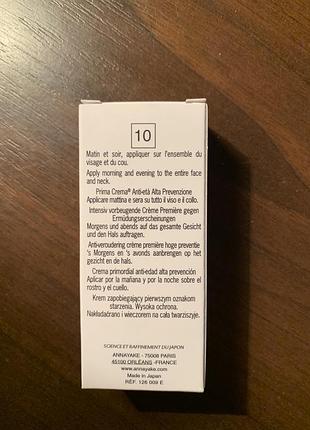 10
Matin et soir, appliquer sur l'ensemble du
visage et du cou.
Apply morning and evening to the entire face
and neck.
Prima Crema® Anti-età Alta Prevenzione
Applicare mattina e sera su tutto il viso e il collo.
Intensiv vorbeugende Crème Première gegen
Ermüdungserscheinungen
Morgens und abends auf das gesamte Gesicht
und den Hals auftragen.
Anti-veroudering crème première hoge preventie
's Morgens en 's avonds aanbrengen op het
gezicht en de hals.
Crema primordial anti-edad alta prevención
Aplicar por la mañana y por la noche sobre el
rostro y el cuello.
Krem zapobiegający pierwszym oznakom
starzenia. Wysoka ochrona.
Nakładać rano i wieczorem na całą twarz i szyje.
SCIENCE ET RAFFINEMENT DU JAPON
ANNAYAKE - 75008 PARIS
45100 ORLÉANS -FRANCE
www.annayake.com
Made in Japan
RÉF. 126 009 E